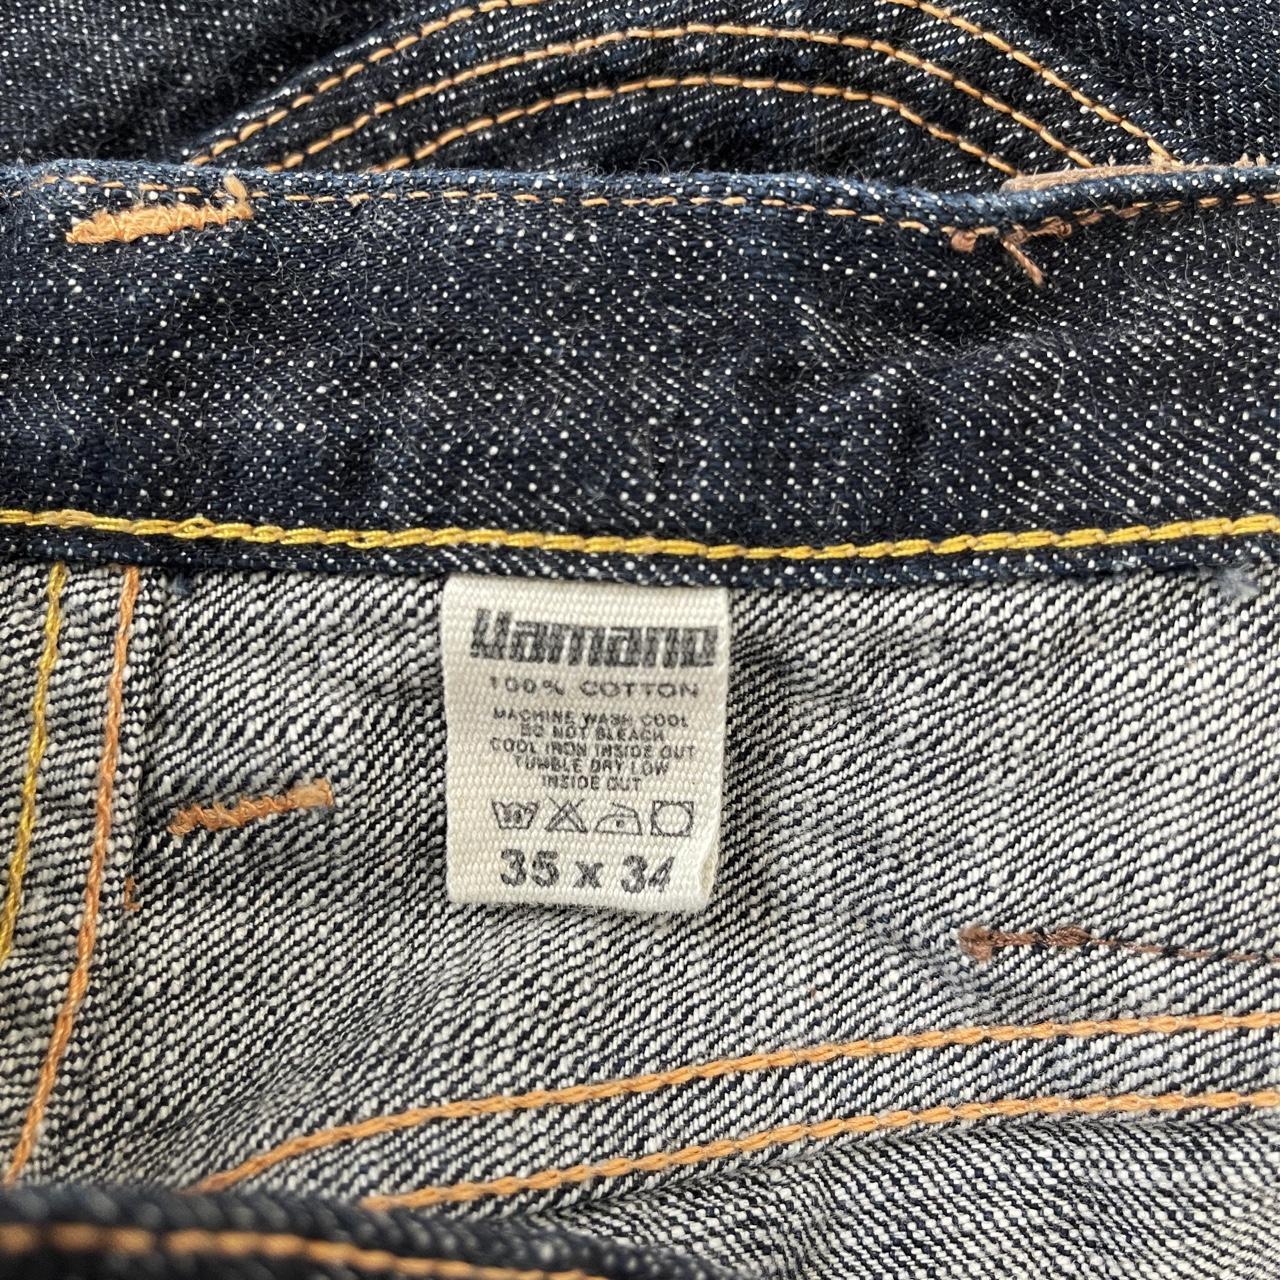 Uamano
100% COTTON
MACHINE WASH COOL
DO NOT BLEACH
COOL IRON INSIDE OUT
TUMBLE DRY LOW
INSIDE OUT
35 x 34